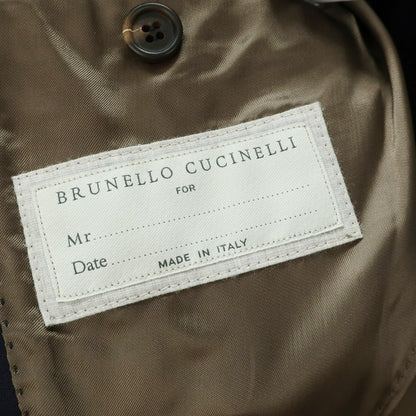 BRUNELLO CUCINELLI
FOR
Mr....................................
Date....................................
MADE IN ITALY